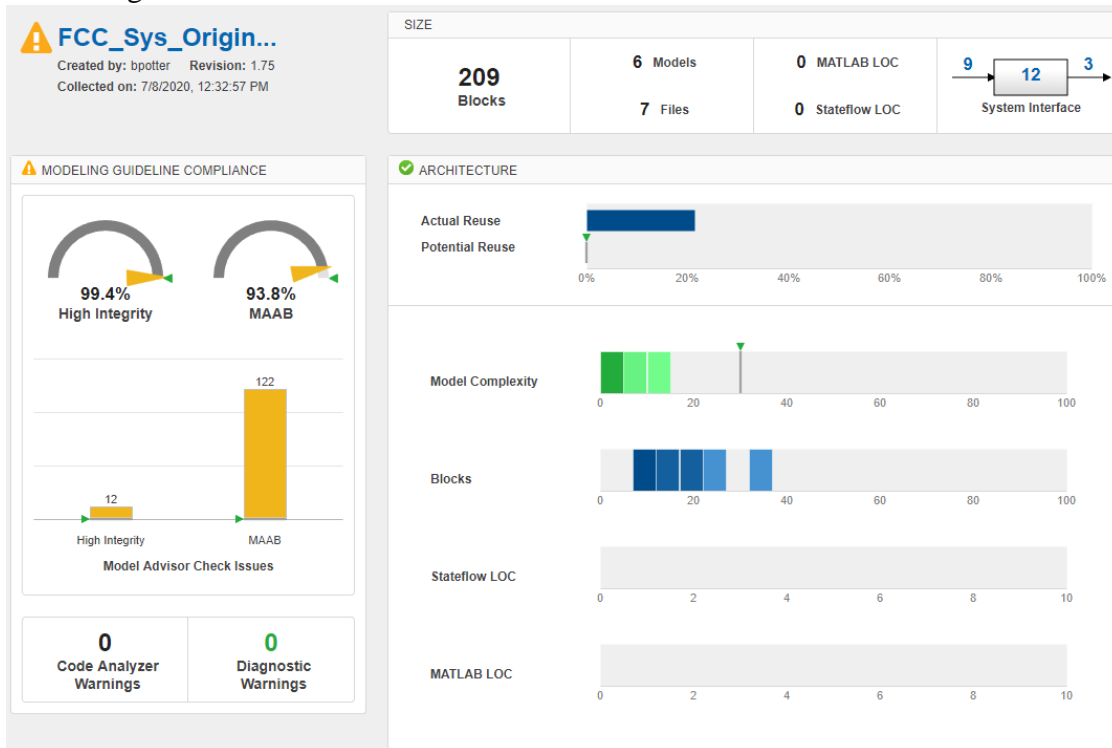 FCC_Sys_Origin...
Created by: bpotter Revision: 1.75
Collected on: 7/8/2020, 12:32:57 PM
SIZE
209
Blocks
6 Models
7 Files
0 MATLAB LOC
0 Stateflow LOC
9 12 3
System Interface
MODELING GUIDELINE COMPLIANCE
99.4%
High Integrity
93.8%
MAAB
122
12
High Integrity MAAB
Model Advisor Check Issues
0
Code Analyzer
Warnings
0
Diagnostic
Warnings
ARCHITECTURE
Actual Reuse
Potential Reuse
0% 20% 40% 60% 80% 100%
Model Complexity
0 20 40 60 80 100
Blocks
0 20 40 60 80 100
Stateflow LOC
0 2 4 6 8 10
MATLAB LOC
0 2 4 6 8 10